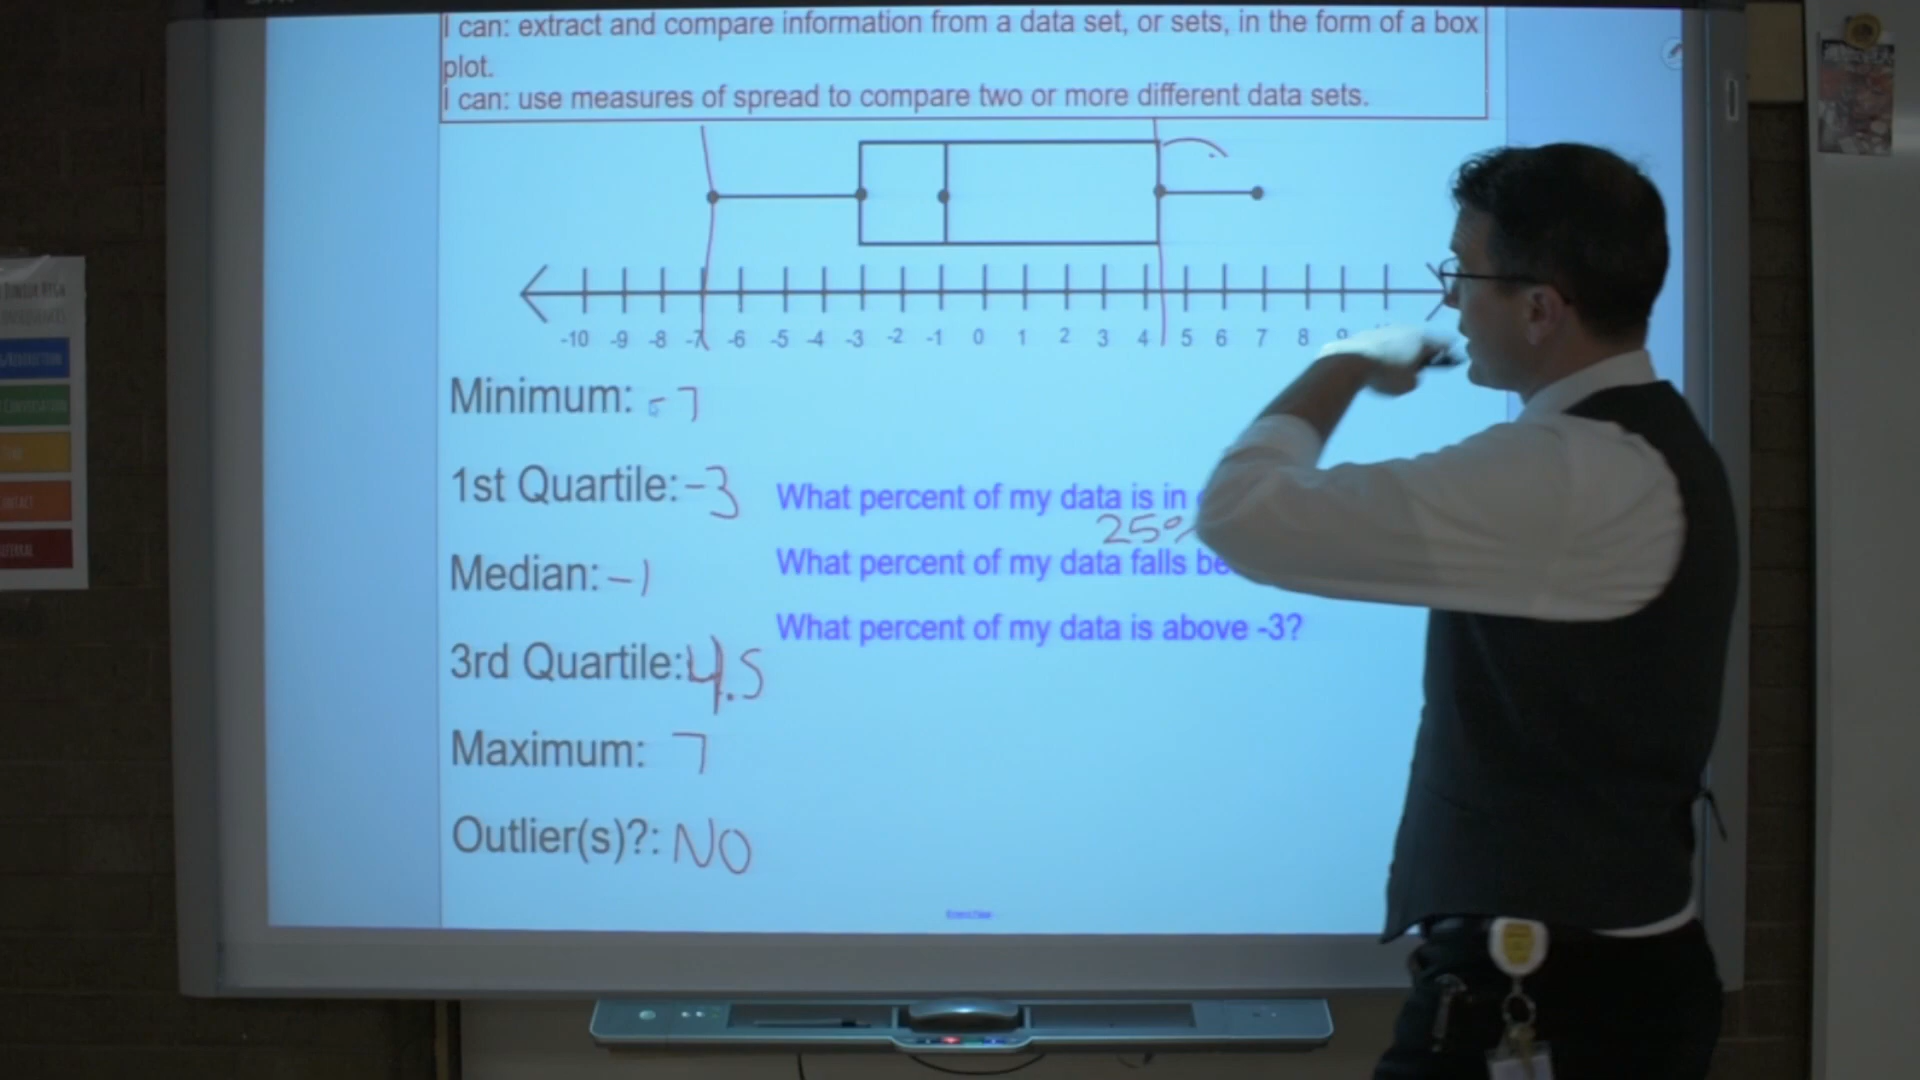 I can: extract and compare information from a data set, or sets, in the form of a box
plot.
I can: use measures of spread to compare two or more different data sets.
-10 -9 -8 -7 -6 -5 -4 -3 -2 -1 0 1 2 3 4 5 6 7 8 9
Minimum: -7
1st Quartile: -3
What percent of my data is in
25%
Median: -1
What percent of my data falls
What percent of my data is above -3?
3rd Quartile: 4.5
Maximum: 7
Outlier(s)?: NO